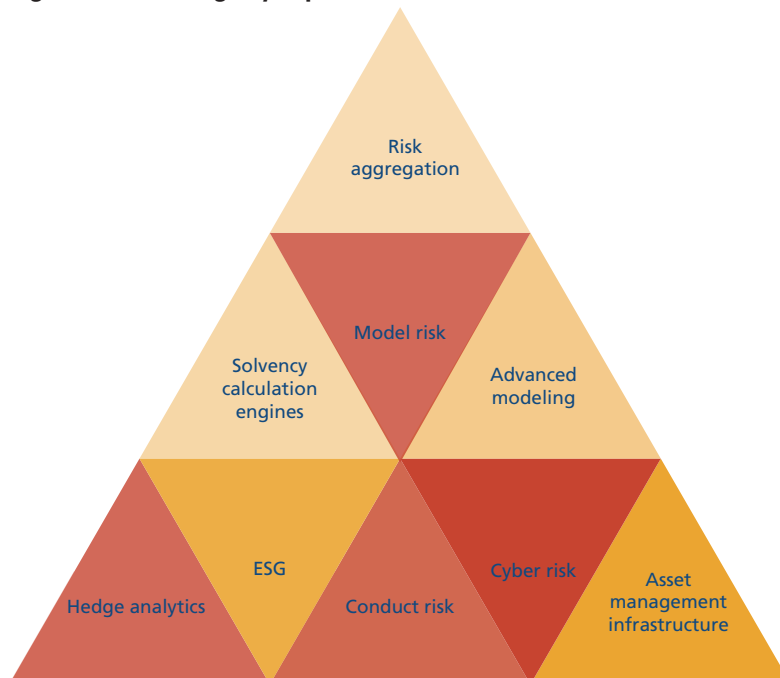 Risk
aggregation
Model risk
Solvency
calculation
engines
Advanced
modeling
Hedge analytics
ESG
Conduct risk
Cyber risk
Asset
management
infrastructure